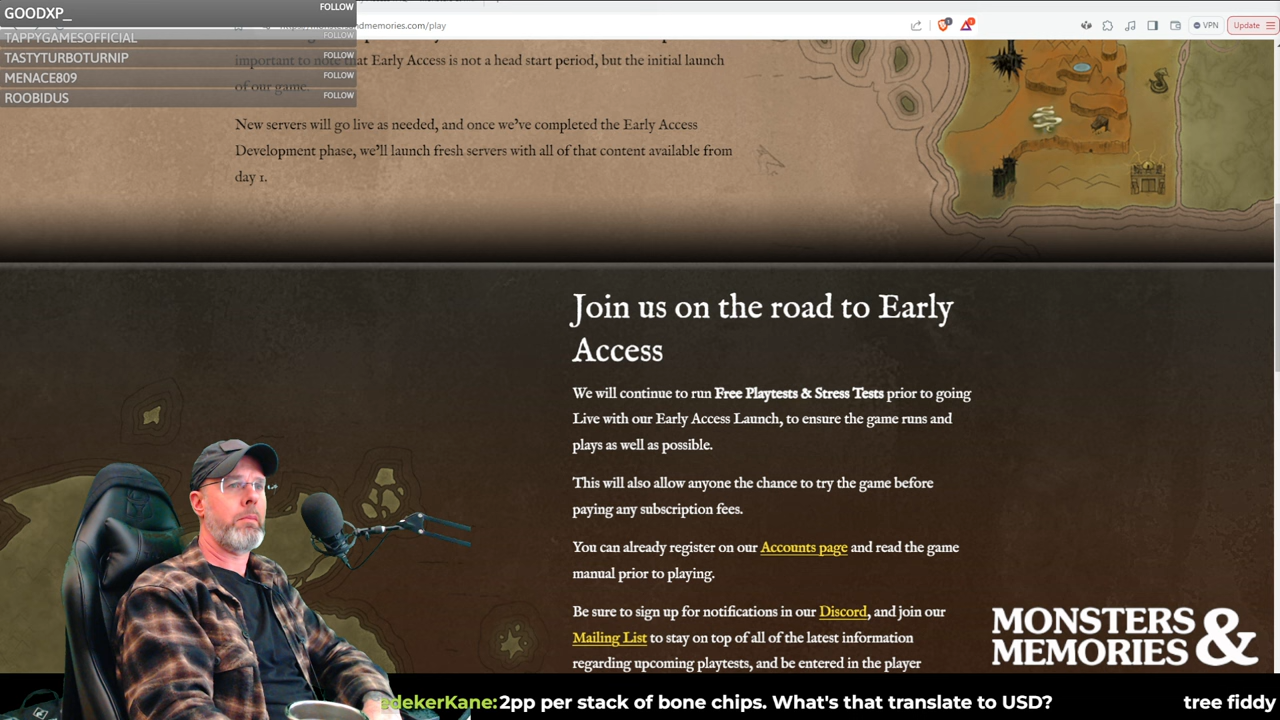 GOODXP_ FOLLOW
TAPPYGAMESOFFICIAL FOLLOW
TASTYTURBOTURNIP FOLLOW
MENACE809 FOLLOW
ROOBIDUS FOLLOW
dmemories.com/play
VPN
Update
important to note that Early Access is not a head start period, but the initial launch
of our game.
New servers will go live as needed, and once we've completed the Early Access
Development phase, we'll launch fresh servers with all of that content available from
day 1.
Join us on the road to Early
Access
We will continue to run Free Playtests & Stress Tests prior to going
Live with our Early Access Launch, to ensure the game runs and
plays as well as possible.
This will also allow anyone the chance to try the game before
paying any subscription fees.
You can already register on our Accounts page and read the game
manual prior to playing.
Be sure to sign up for notifications in our Discord, and join our
Mailing List to stay on top of all of the latest information
regarding upcoming playtests, and be entered in the player
MONSTERS &
MEMORIES
edekerKane: 2pp per stack of bone chips. What's that translate to USD? tree fiddy